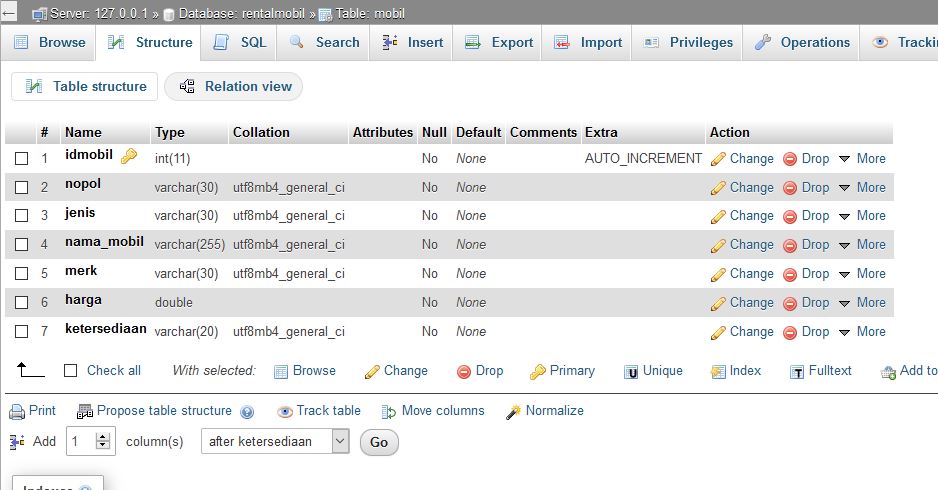 Server: 127.0.0.1 » Database: rentalmobil » Table: mobil
Browse Structure SQL Search Insert Export Import Privileges Operations
Table structure Relation view
# Name Type Collation Attributes Null Default Comments Extra Action
1 idmobil int(11) No None AUTO_INCREMENT Change Drop More
2 nopol varchar(30) utf8mb4_general_ci No None Change Drop More
3 jenis varchar(30) utf8mb4_general_ci No None Change Drop More
4 nama_mobil varchar(255) utf8mb4_general_ci No None Change Drop More
5 merk varchar(30) utf8mb4_general_ci No None Change Drop More
6 harga double No None Change Drop More
7 ketersediaan varchar(20) utf8mb4_general_ci No None Change Drop More
Check all With selected: Browse Change Drop Primary Unique Index Fulltext Add to
Print Propose table structure Track table Move columns Normalize
Add 1 column(s) after ketersediaan Go